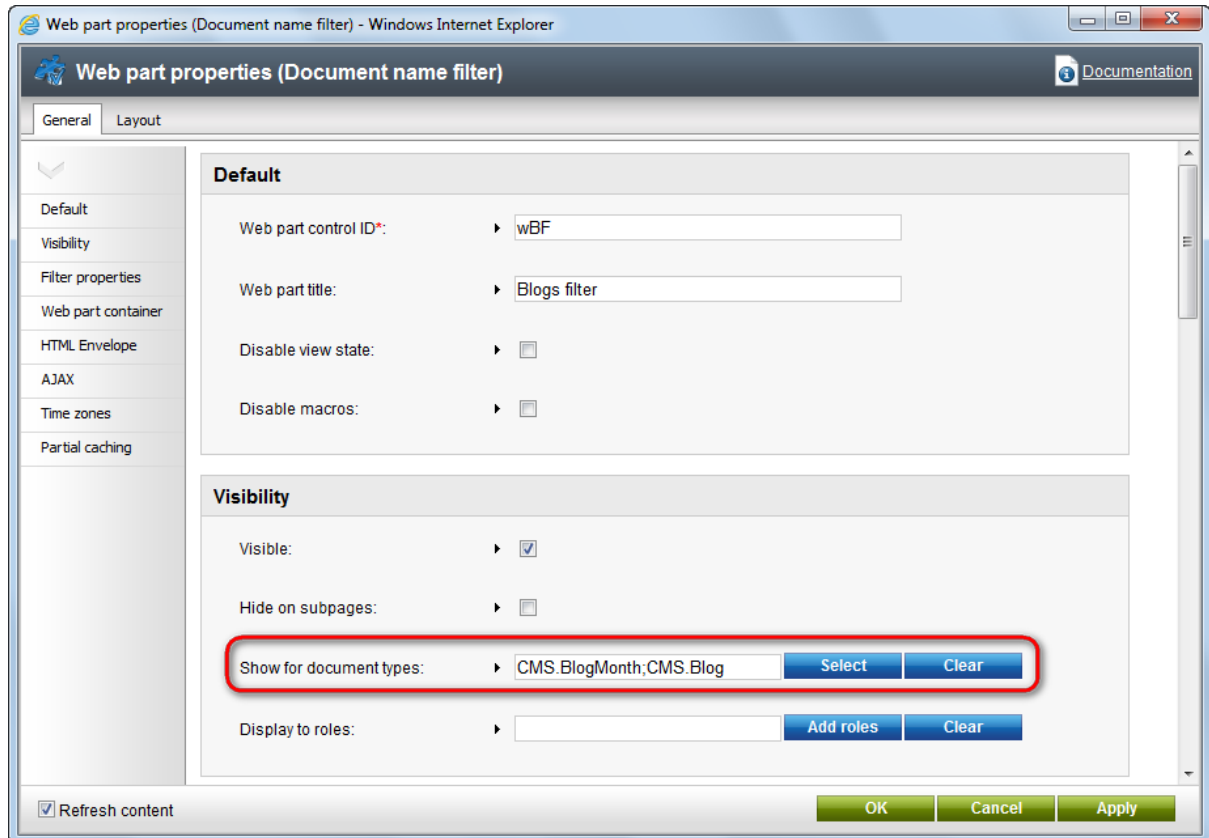 Web part properties (Document name filter) - Windows Internet Explorer
Web part properties (Document name filter)
Documentation
General Layout
Default
Visibility
Filter properties
Web part container
HTML Envelope
AJAX
Time zones
Partial caching
Default
Web part control ID*: wBF
Web part title: Blogs filter
Disable view state:
Disable macros:
Visibility
Visible:
Hide on subpages:
Show for document types: CMS.BlogMonth;CMS.Blog Select Clear
Display to roles: Add roles Clear
Refresh content OK Cancel Apply